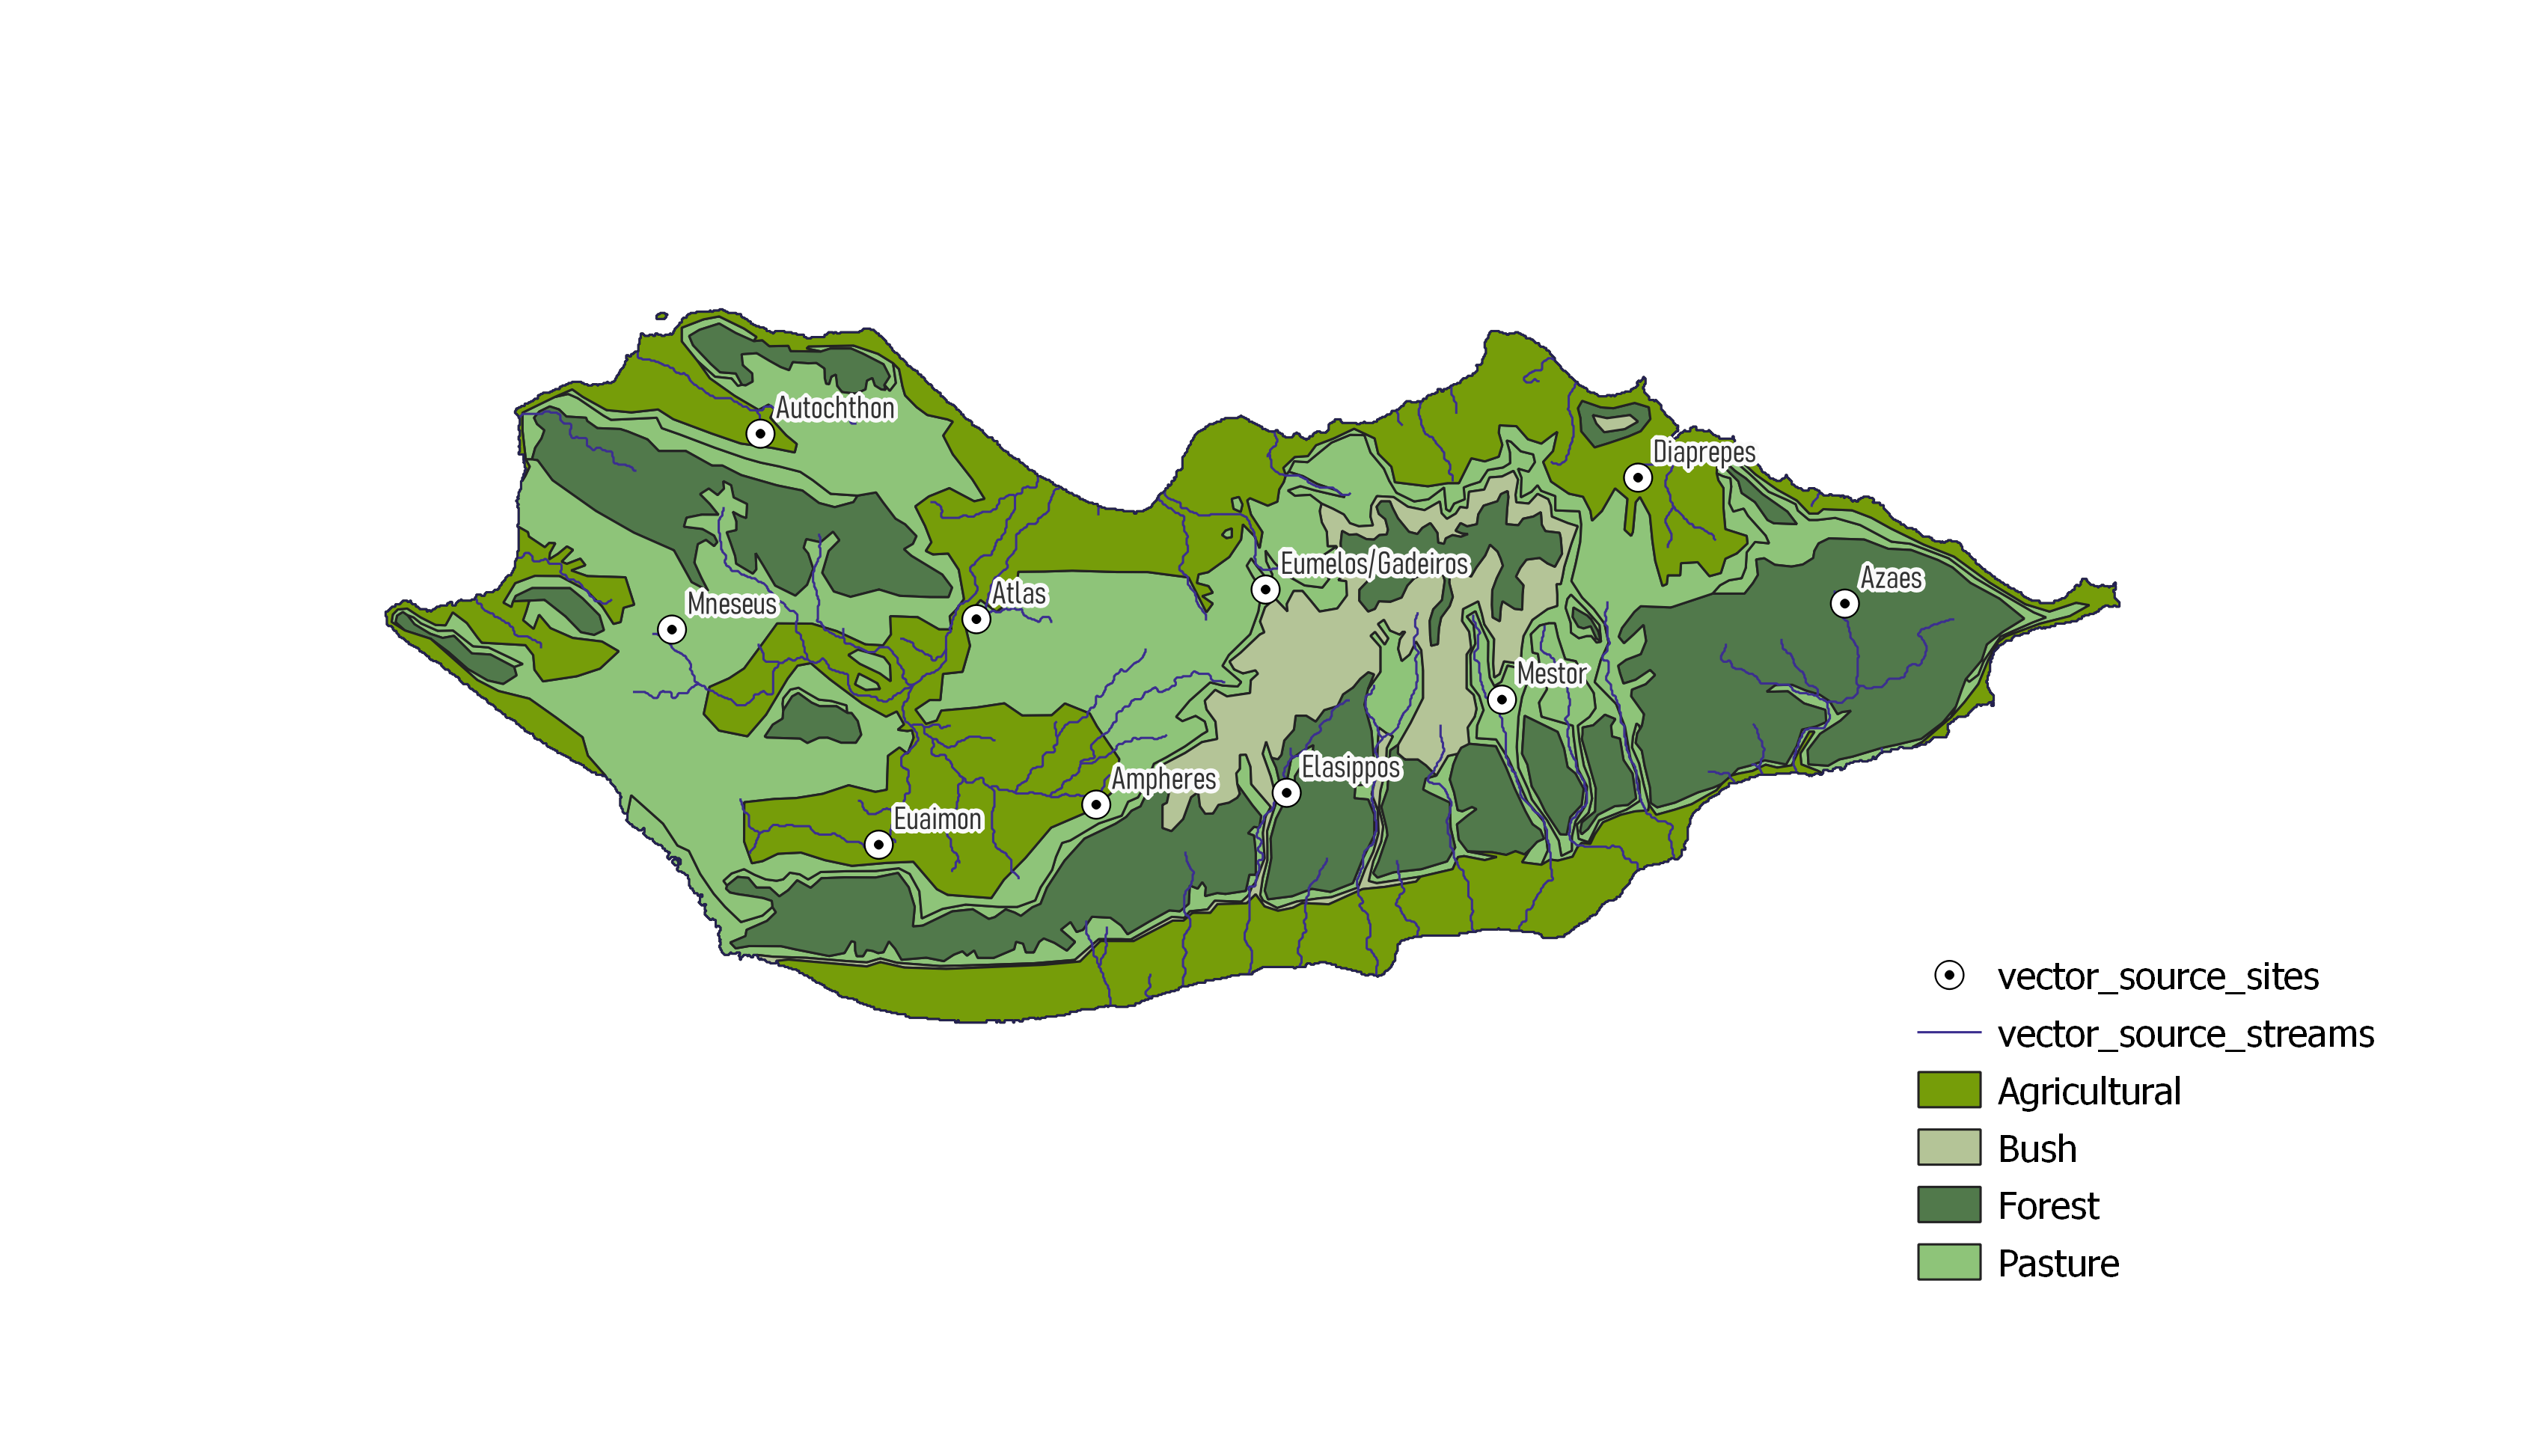 Autochthon
Diaprepes
Eumelos/Gadeiros
Azaes
Atlas
Mneseus
Mestor
Elasippos
Ampheres
Euaimon
vector_source_sites
vector_source_streams
Agricultural
Bush
Forest
Pasture